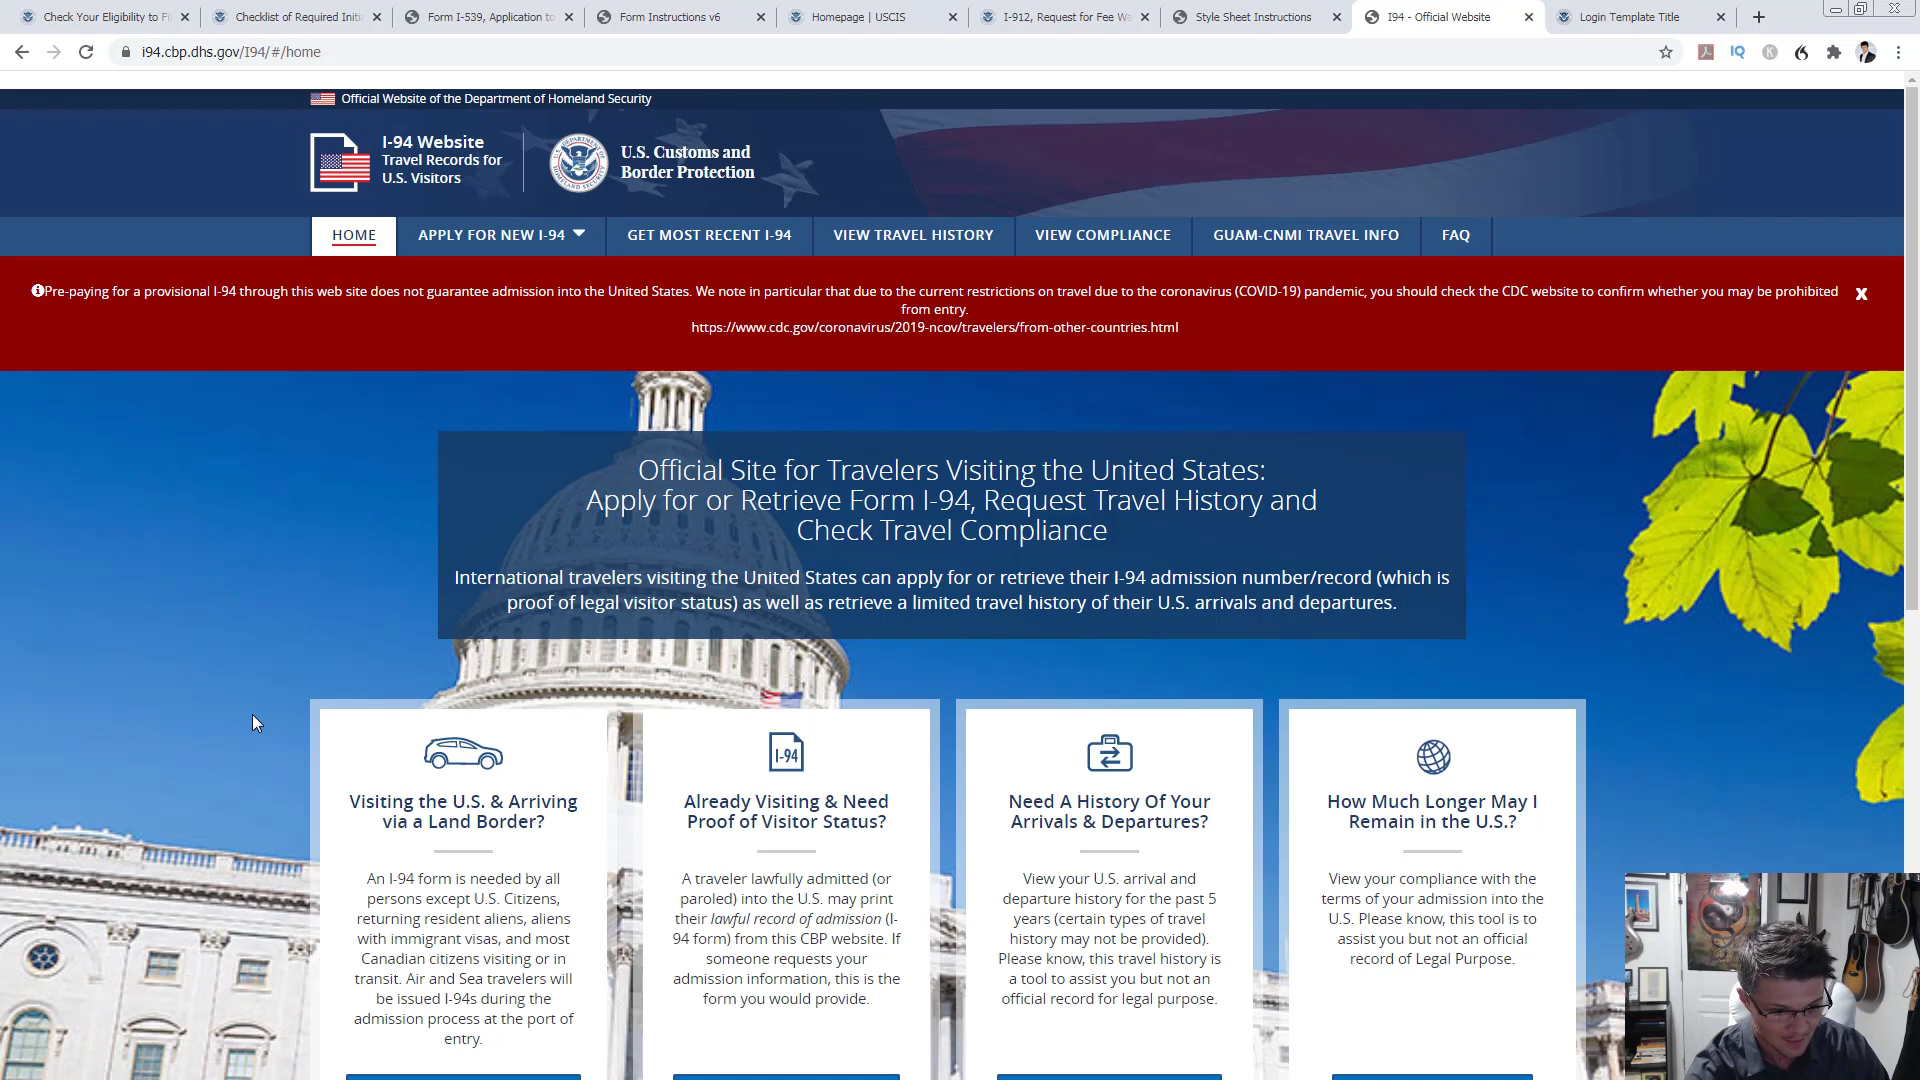 Check Your Eligibility to Fi
Checklist of Required Initi
Form I-539, Application to
Form Instructions v6
Homepage | USCIS
I-912, Request for Fee Wa
Style Sheet Instructions
I94 - Official Website
Login Template Title
i94.cbp.dhs.gov/I94/#/home
Official Website of the Department of Homeland Security
I-94 Website
Travel Records for
U.S. Visitors
U.S. Customs and
Border Protection
HOME
APPLY FOR NEW I-94
GET MOST RECENT I-94
VIEW TRAVEL HISTORY
VIEW COMPLIANCE
GUAM-CNMI TRAVEL INFO
FAQ
Pre-paying for a provisional I-94 through this web site does not guarantee admission into the United States. We note in particular that due to the current restrictions on travel due to the coronavirus (COVID-19) pandemic, you should check the CDC website to confirm whether you may be prohibited
from entry.
https://www.cdc.gov/coronavirus/2019-ncov/travelers/from-other-countries.html
X
Official Site for Travelers Visiting the United States:
Apply for or Retrieve Form I-94, Request Travel History and
Check Travel Compliance
International travelers visiting the United States can apply for or retrieve their I-94 admission number/record (which is
proof of legal visitor status) as well as retrieve a limited travel history of their U.S. arrivals and departures.
Visiting the U.S. & Arriving
via a Land Border?
An I-94 form is needed by all
persons except U.S. Citizens,
returning resident aliens, aliens
with immigrant visas, and most
Canadian citizens visiting or in
transit. Air and Sea travelers will
be issued I-94s during the
admission process at the port of
entry.
I-94
Already Visiting & Need
Proof of Visitor Status?
A traveler lawfully admitted (or
paroled) into the U.S. may print
their lawful record of admission (I-
94 form) from this CBP website. If
someone requests your
admission information, this is the
form you would provide.
Need A History Of Your
Arrivals & Departures?
View your U.S. arrival and
departure history for the past 5
years (certain types of travel
history may not be provided).
Please know, this travel history is
a tool to assist you but not an
official record for legal purpose.
How Much Longer May I
Remain in the U.S.?
View your compliance with the
terms of your admission into the
U.S. Please know, this tool is to
assist you but not an official
record of Legal Purpose.